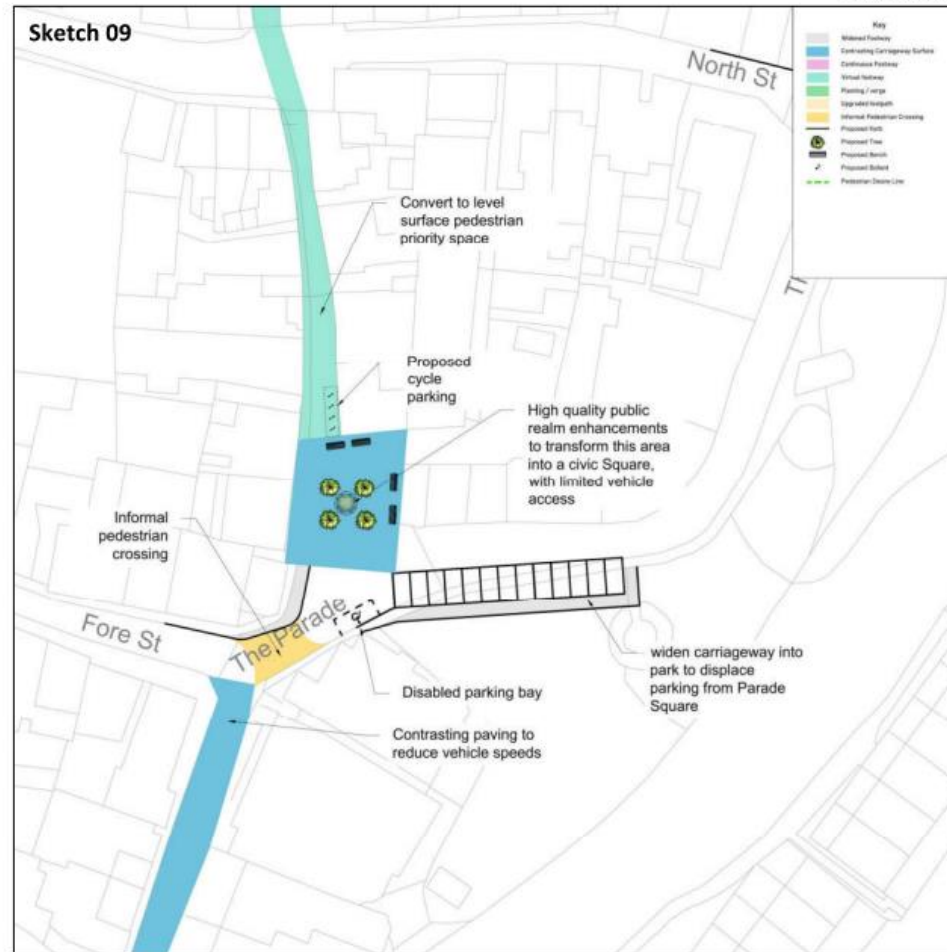 Sketch 09
North St
Key
Widened Footway
Contrasting Carriageway Surface
Continuous Footway
Virtual footway
Planting / verge
Upgraded footpath
Informal Pedestrian Crossing
Proposed Kerb
Proposed Tree
Proposed Bench
Proposed Bollard
Pedestrian Desire Line
Th
Convert to level
surface pedestrian
priority space
Proposed
cycle
parking
High quality public
realm enhancements
to transform this area
into a civic Square,
with limited vehicle
access
Informal
pedestrian
crossing
Fore St
The Parade
Disabled parking bay
widen carriageway into
park to displace
parking from Parade
Square
Contrasting paving to
reduce vehicle speeds